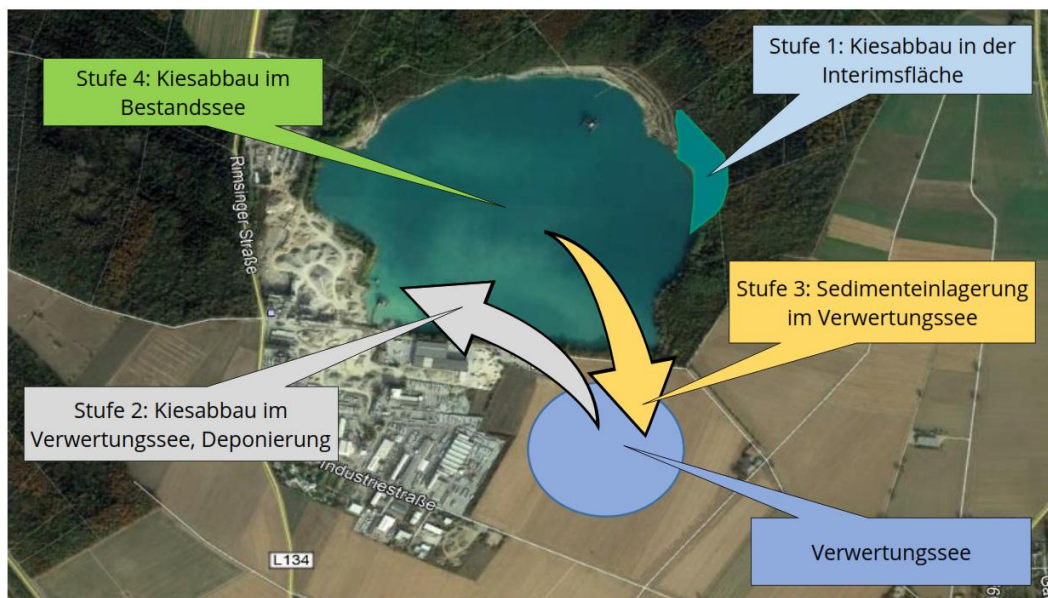 Stufe 1: Kiesabbau in der
Interimsfläche
Stufe 4: Kiesabbau im
Bestandssee
Rimsinger Straße
Stufe 3: Sedimenteinlagerung
im Verwertungssee
Stufe 2: Kiesabbau im
Verwertungssee, Deponierung
Industriestraße
Verwertungssee
L134